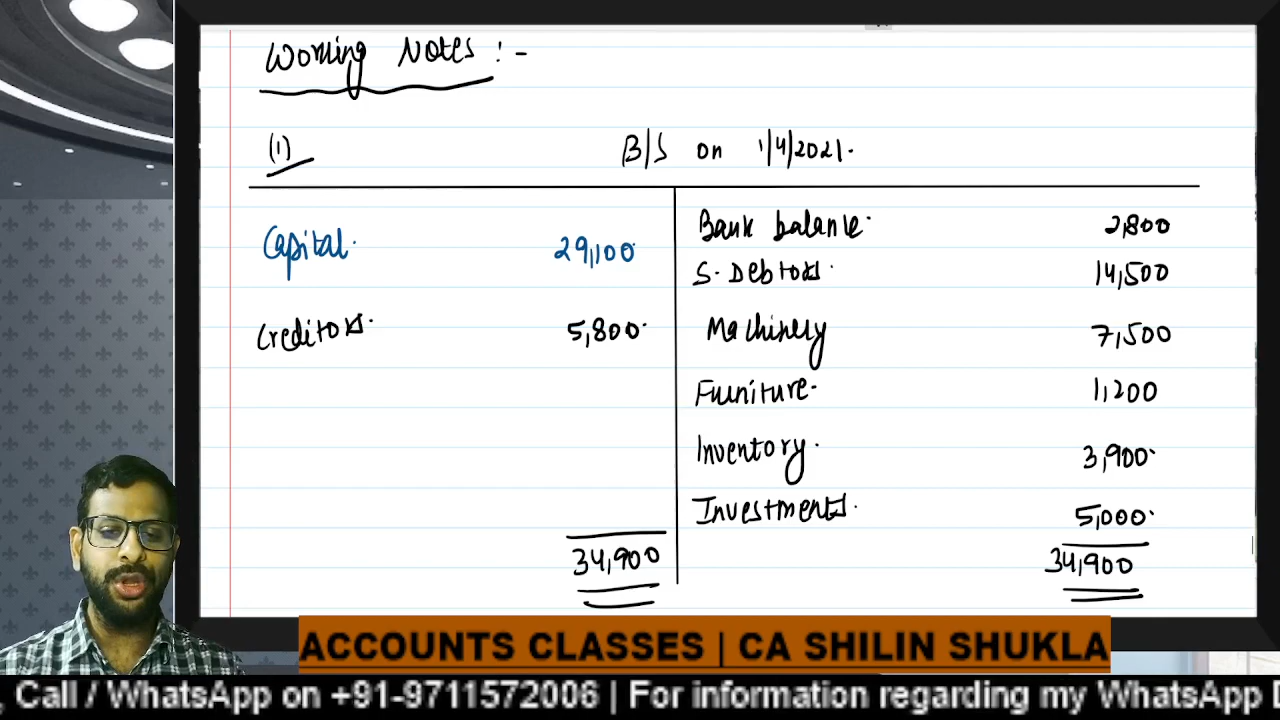 Working Notes :-
(1) B/S on 1/4/2021.
Capital. 29,100
Creditors. 5,800
34,900
Bank balance. 2,800
S. Debtors. 14,500
Machinery 7,500
Furniture. 1,200
Inventory. 3,900
Investments. 5,000
34,900
ACCOUNTS CLASSES | CA SHILIN SHUKLA
, Call / WhatsApp on +91-9711572006 | For information regarding my WhatsApp